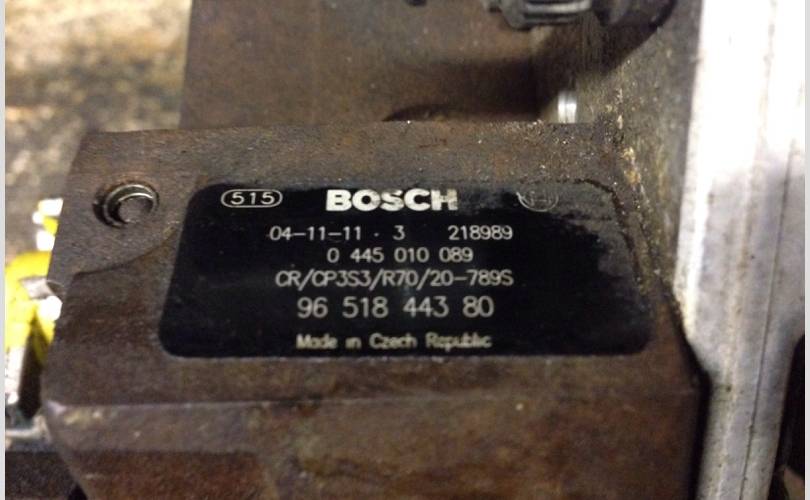 515 BOSCH
04-11-11 · 3 218989
0 445 010 089
CR/CP3S3/R70/20-789S
96 518 443 80
Made in Czech Republic